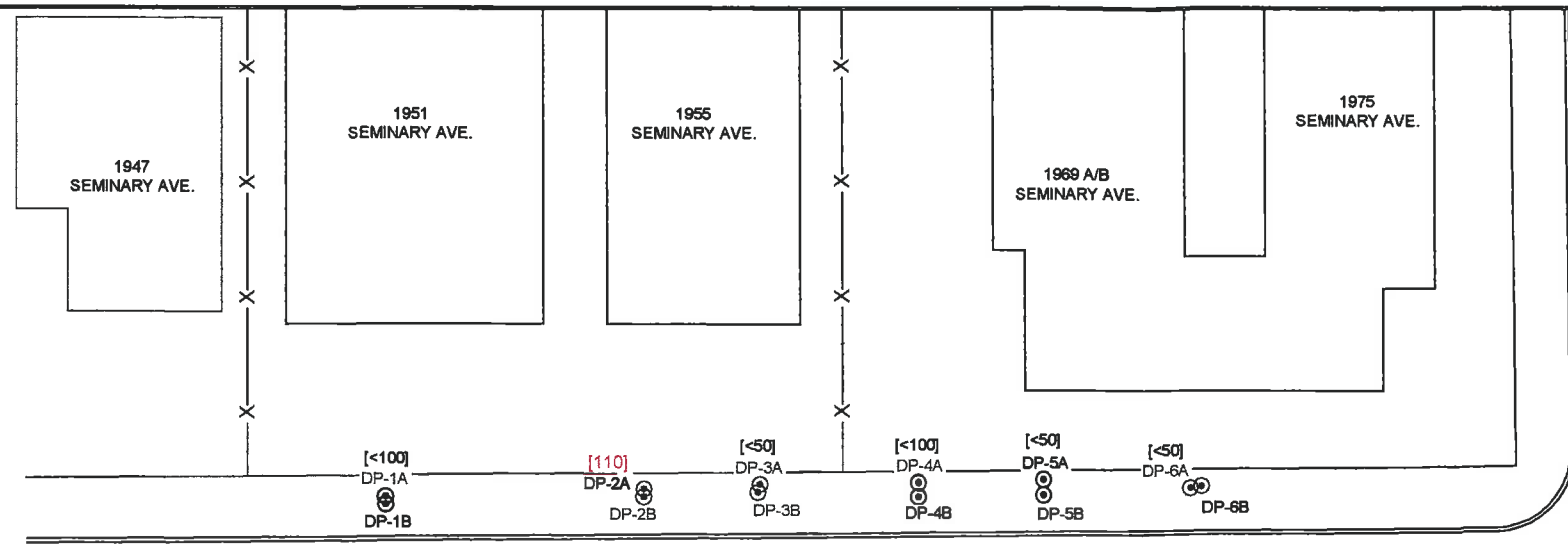 1947
SEMINARY AVE.
1951
SEMINARY AVE.
1955
SEMINARY AVE.
1969 A/B
SEMINARY AVE.
1975
SEMINARY AVE.
[<100]
DP-1A
DP-1B
[110]
DP-2A
DP-2B
[<50]
DP-3A
DP-3B
[<100]
DP-4A
DP-4B
[<50]
DP-5A
DP-5B
[<50]
DP-6A
DP-6B